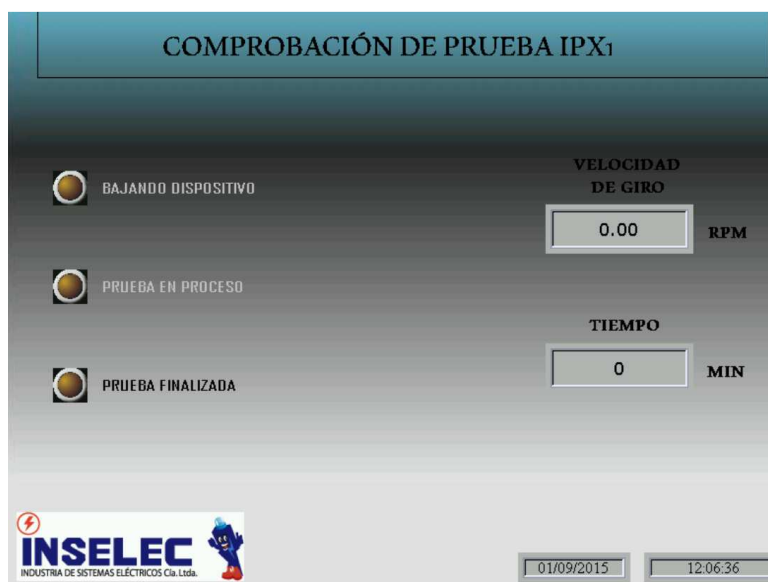 COMPROBACIÓN DE PRUEBA IPX1
BAJANDO DISPOSITIVO
VELOCIDAD
DE GIRO
0.00
RPM
PRUEBA EN PROCESO
TIEMPO
0
MIN
PRUEBA FINALIZADA
INSELEC
INDUSTRIA DE SISTEMAS ELÉCTRICOS Cía. Ltda.
01/09/2015
12:06:36